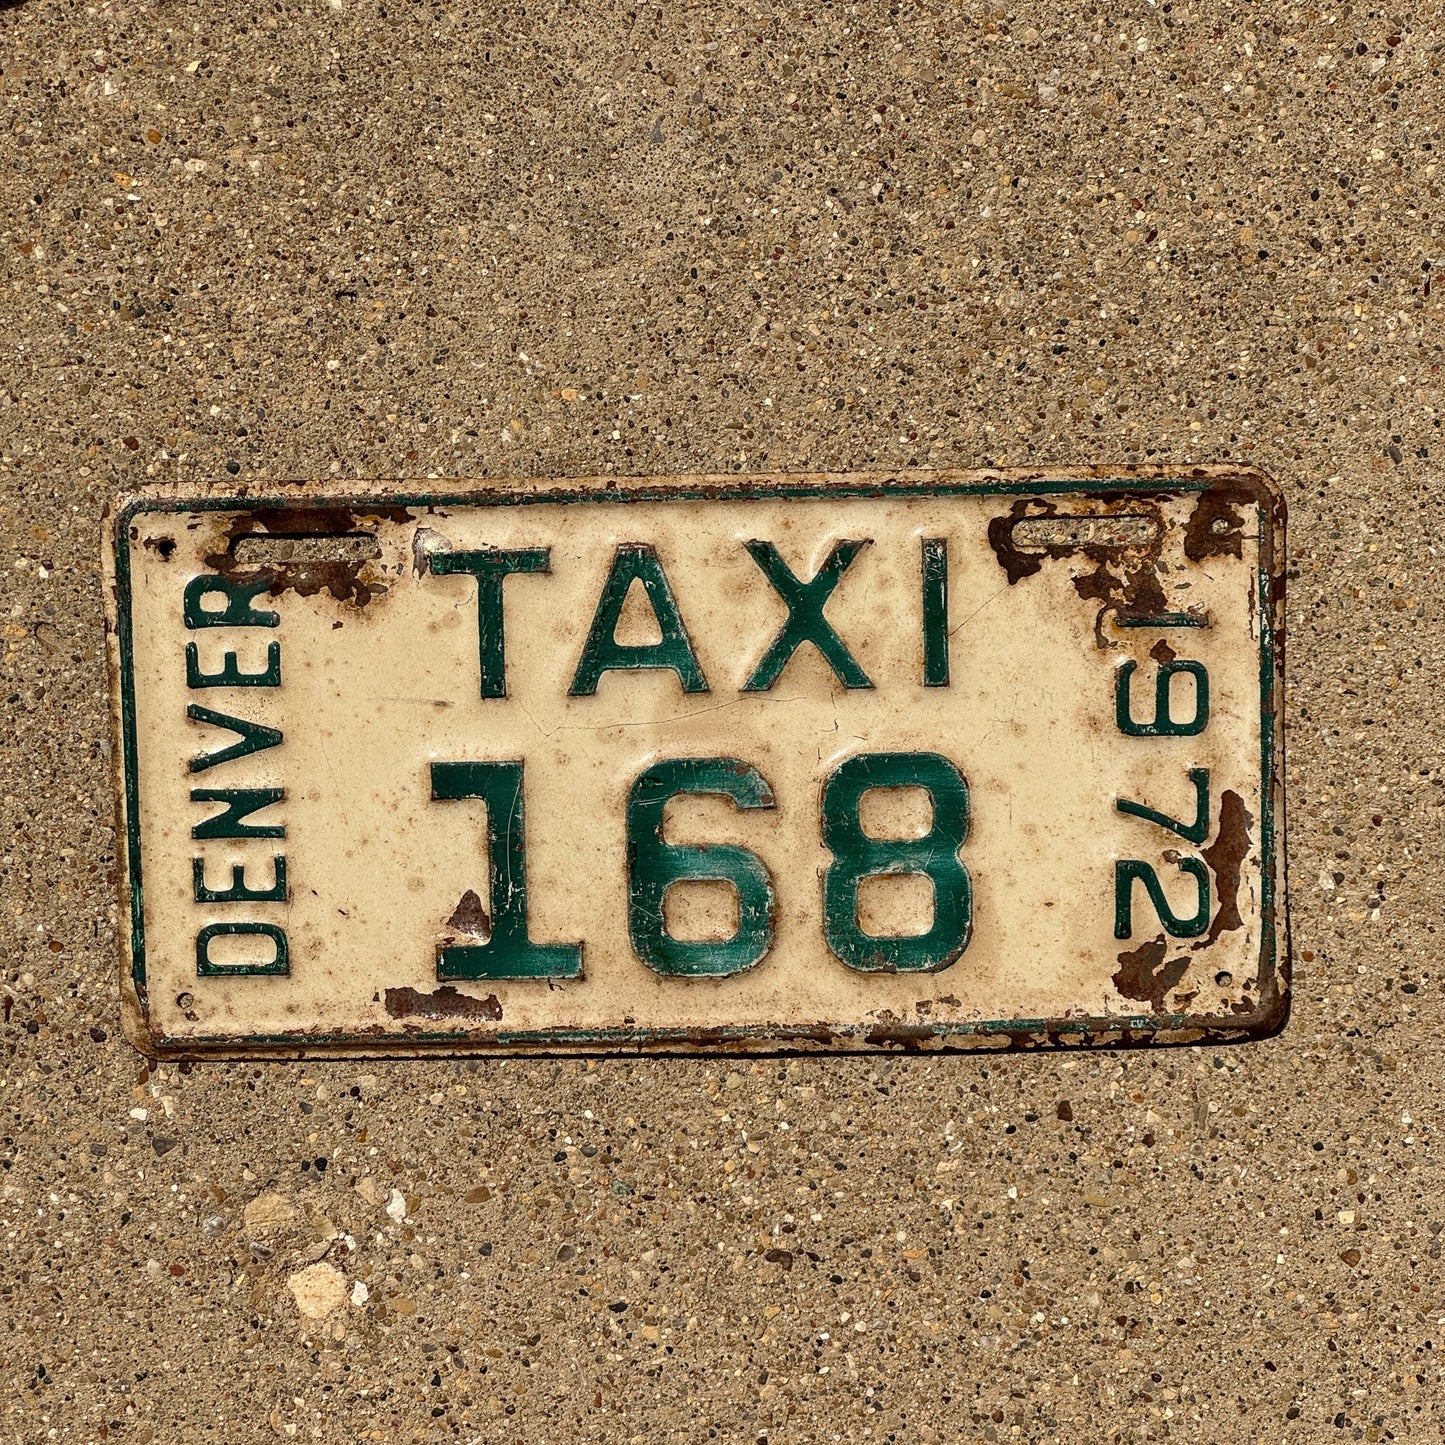 DENVER
TAXI
168
1972